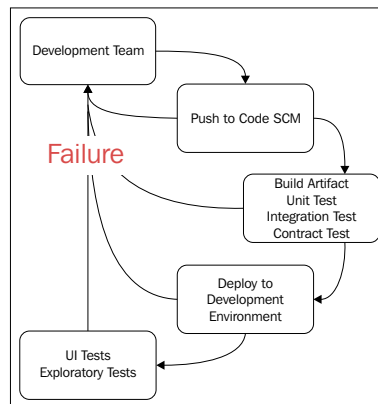 Development Team
Push to Code SCM
Failure
Build Artifact
Unit Test
Integration Test
Contract Test
Deploy to
Development
Environment
UI Tests
Exploratory Tests